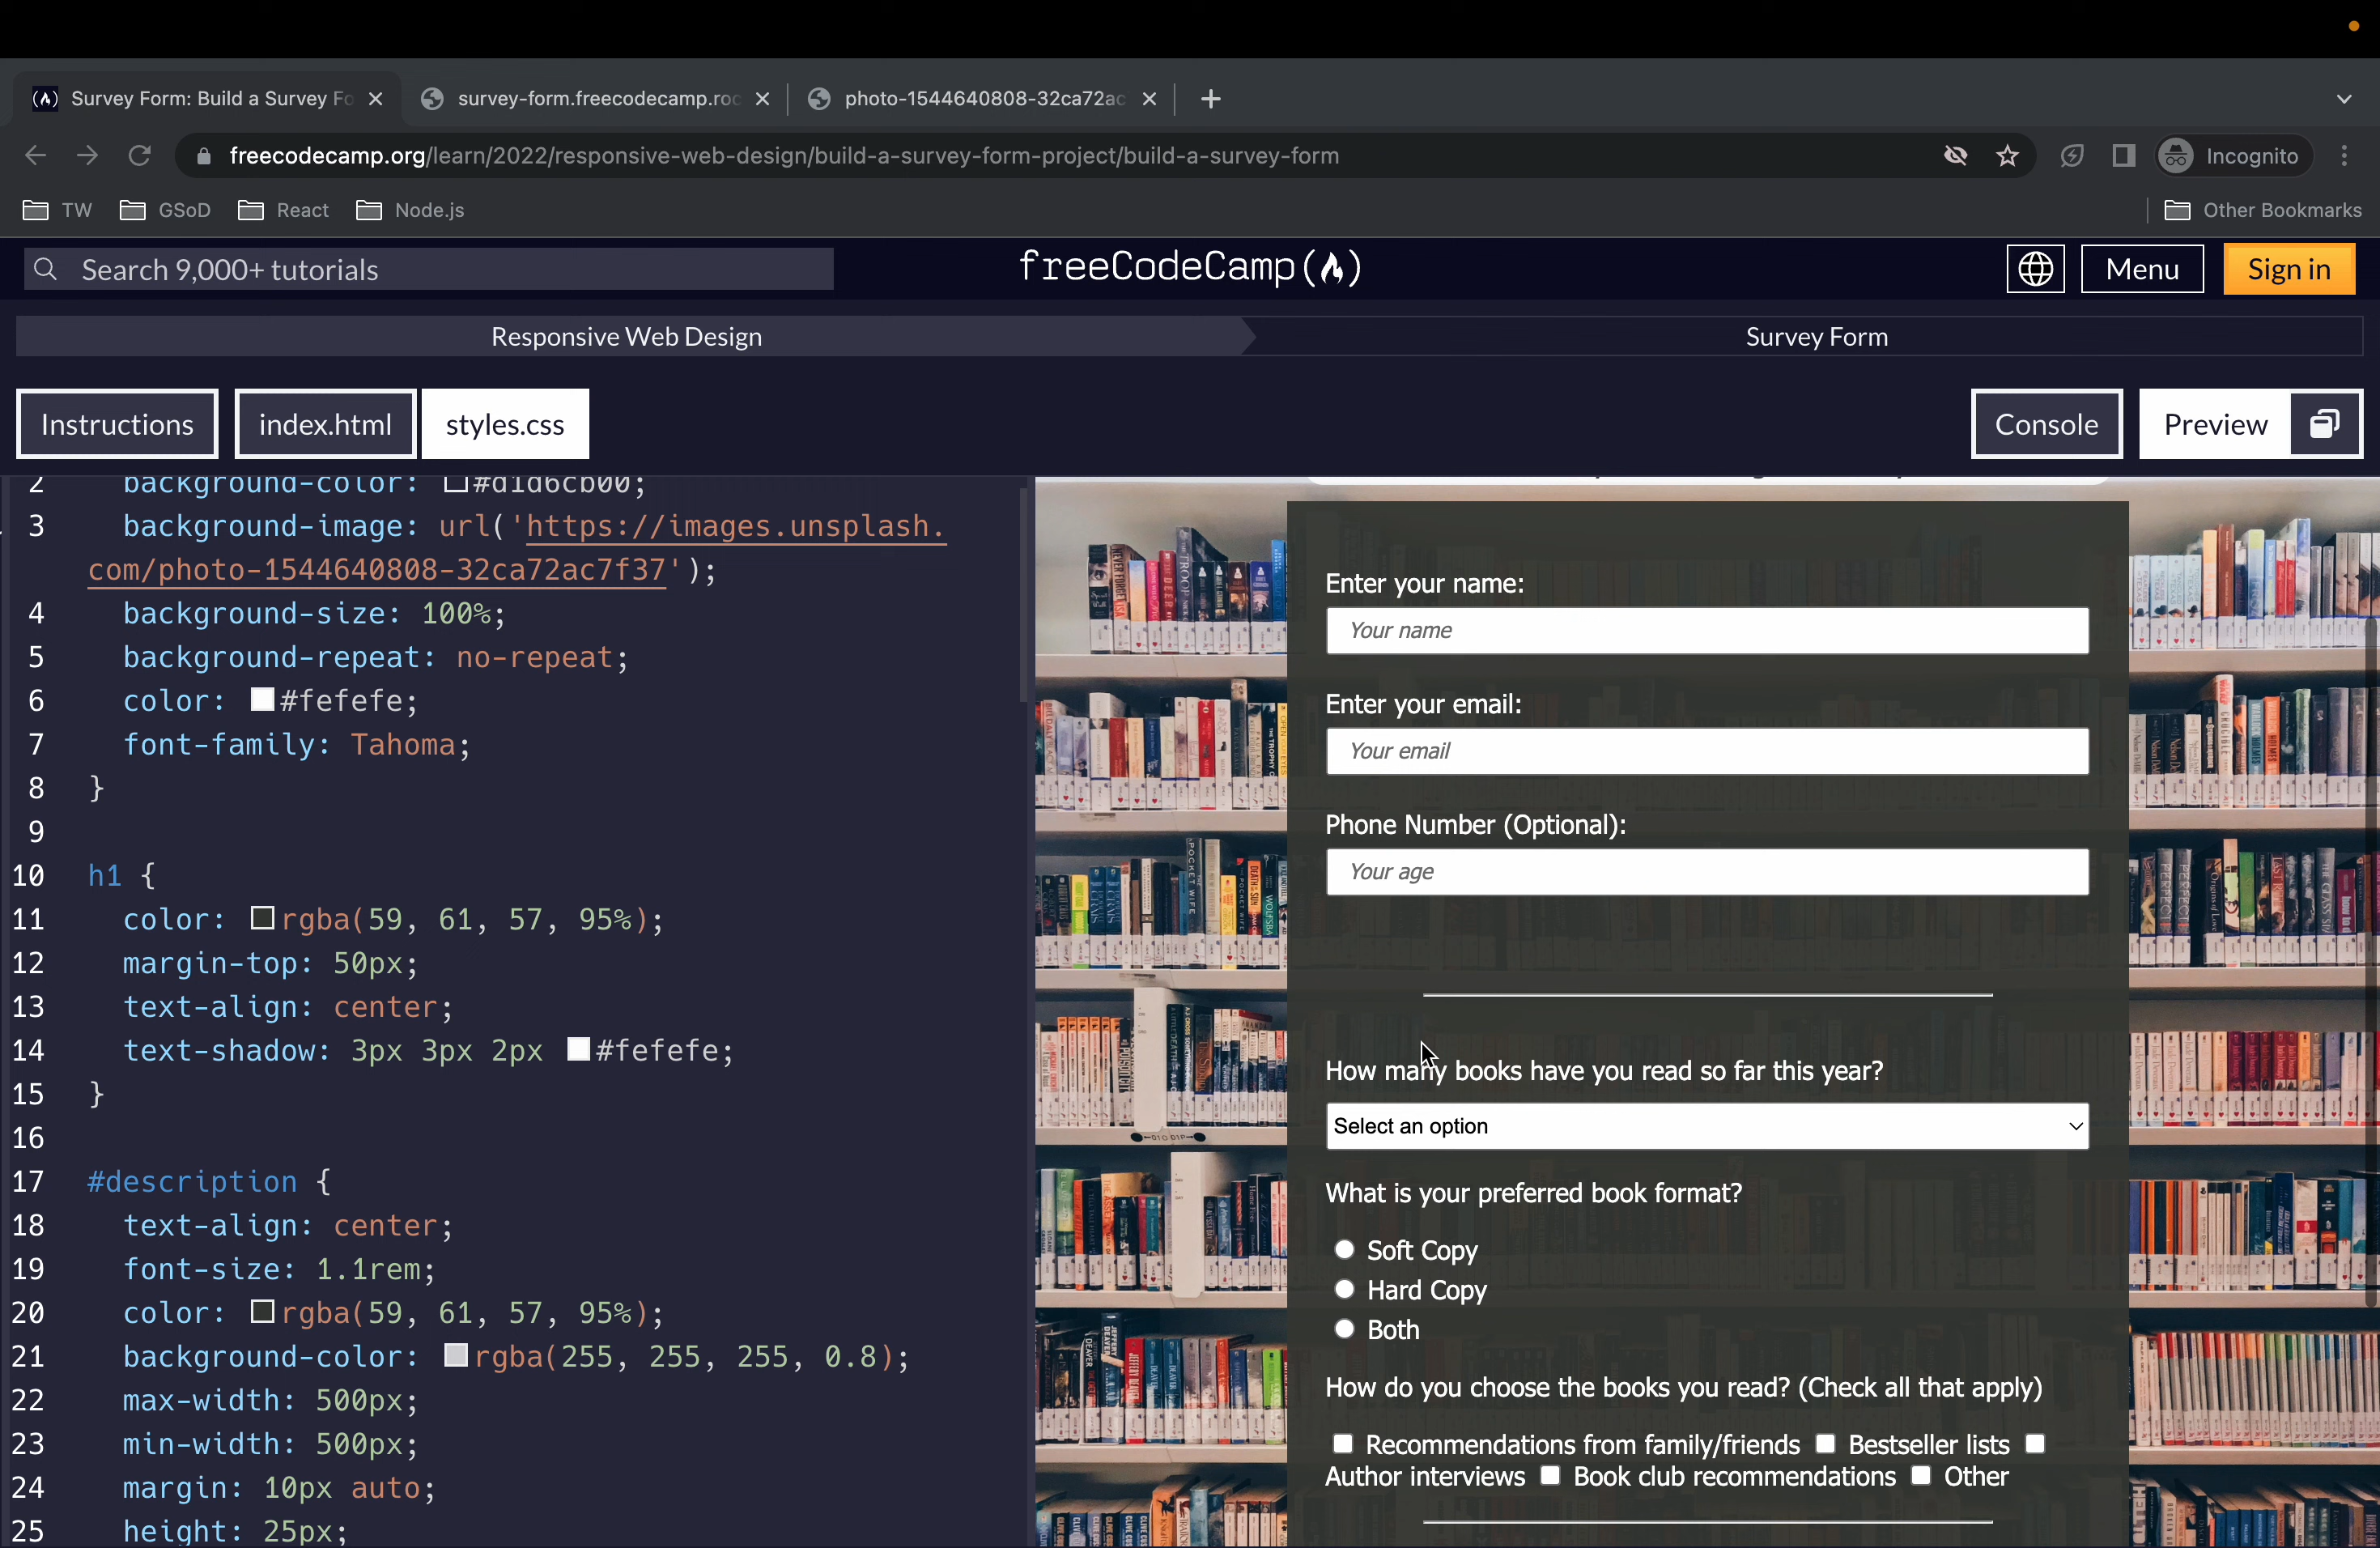 Survey Form: Build a Survey Fo
survey-form.freecodecamp.roc
photo-1544640808-32ca72ac
freecodecamp.org/learn/2022/responsive-web-design/build-a-survey-form-project/build-a-survey-form
Incognito
TW
GSoD
React
Node.js
Other Bookmarks
Search 9,000+ tutorials
freeCodeCamp
Menu
Sign in
Responsive Web Design
Survey Form
Instructions
index.html
styles.css
Console
Preview
2 background-color: #d1d6cb00;
3 background-image: url('https://images.unsplash.
com/photo-1544640808-32ca72ac7f37');
4 background-size: 100%;
5 background-repeat: no-repeat;
6 color: #fefefe;
7 font-family: Tahoma;
8 }
9
10 h1 {
11 color: rgba(59, 61, 57, 95%);
12 margin-top: 50px;
13 text-align: center;
14 text-shadow: 3px 3px 2px #fefefe;
15 }
16
17 #description {
18 text-align: center;
19 font-size: 1.1rem;
20 color: rgba(59, 61, 57, 95%);
21 background-color: rgba(255, 255, 255, 0.8);
22 max-width: 500px;
23 min-width: 500px;
24 margin: 10px auto;
25 height: 25px;
Enter your name:
Your name
Enter your email:
Your email
Phone Number (Optional):
Your age
How many books have you read so far this year?
Select an option
What is your preferred book format?
Soft Copy
Hard Copy
Both
How do you choose the books you read? (Check all that apply)
Recommendations from family/friends Bestseller lists
Author interviews Book club recommendations Other